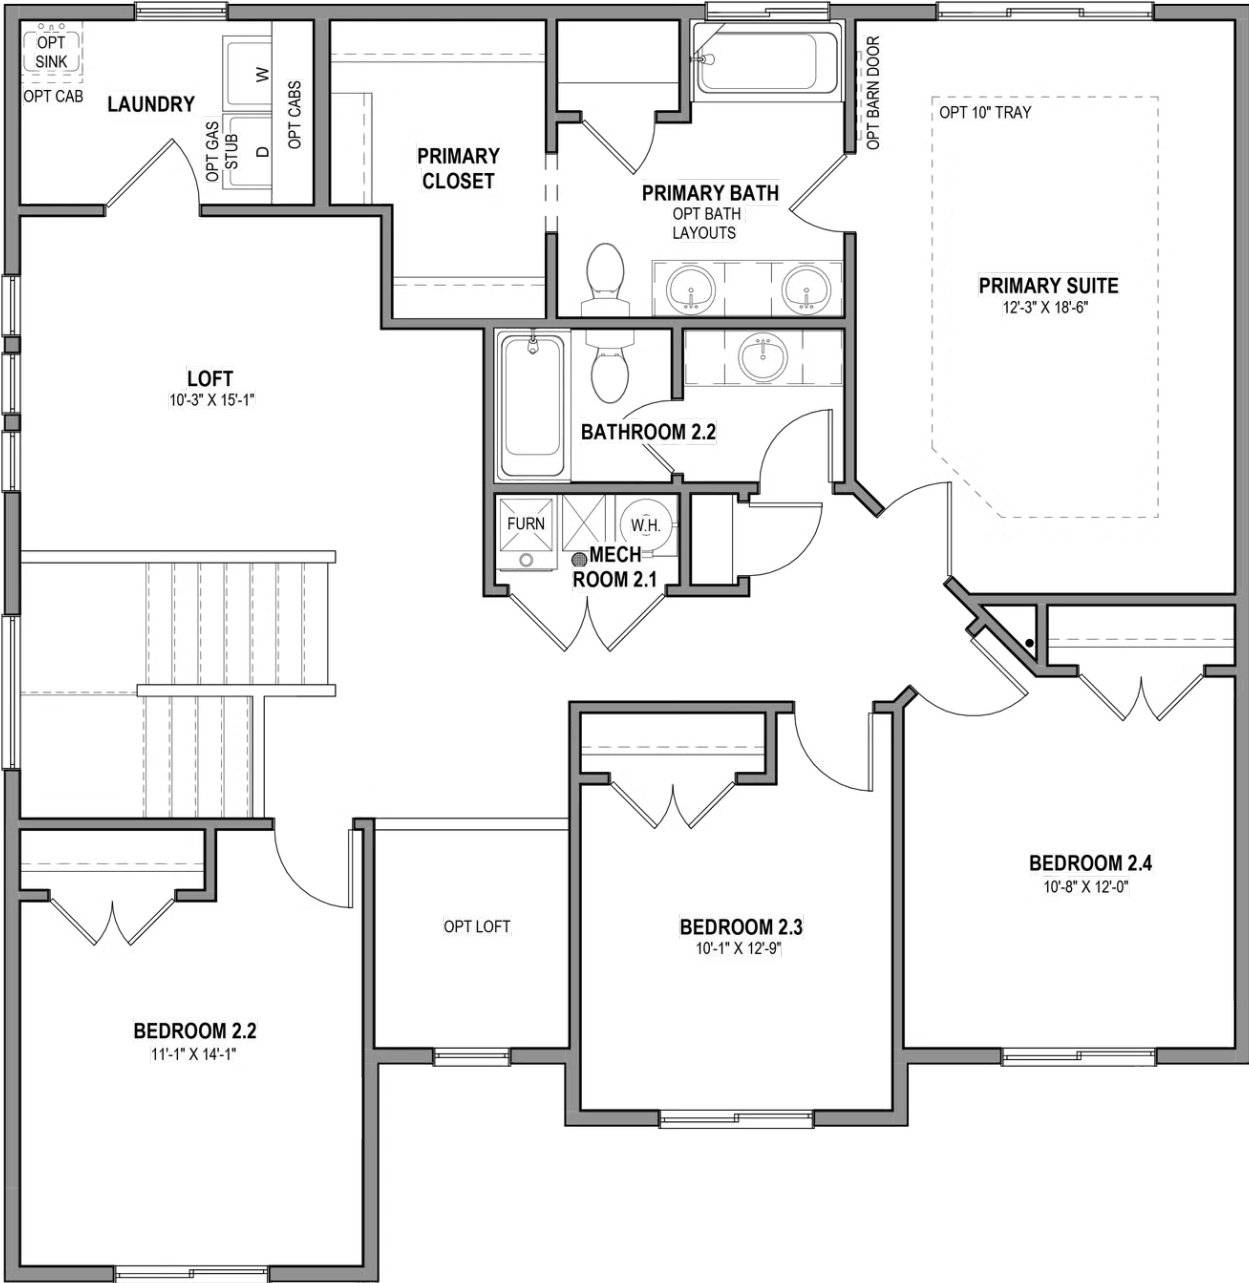 OPT
SINK
OPT CAB
LAUNDRY
W
D
OPT GAS
STUB
OPT CABS
PRIMARY
CLOSET
PRIMARY BATH
OPT BATH
LAYOUTS
OPT BARN DOOR
OPT 10" TRAY
PRIMARY SUITE
12'-3" X 18'-6"
LOFT
10'-3" X 15'-1"
BATHROOM 2.2
FURN
W.H.
MECH
ROOM 2.1
BEDROOM 2.4
10'-8" X 12'-0"
BEDROOM 2.3
10'-1" X 12'-9"
OPT LOFT
BEDROOM 2.2
11'-1" X 14'-1"